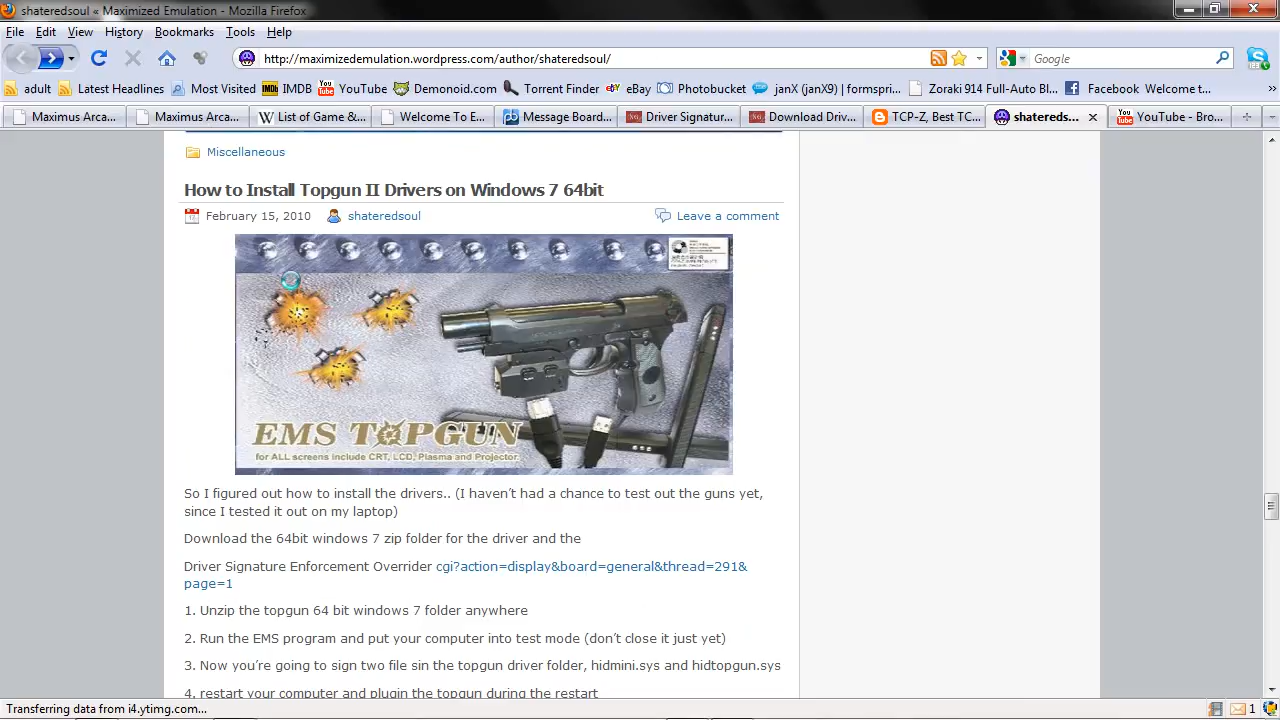 shateredsoul « Maximized Emulation - Mozilla Firefox
File Edit View History Bookmarks Tools Help
http://maximizedemulation.wordpress.com/author/shateredsoul/ Google
adult Latest Headlines Most Visited IMDB YouTube Demonoid.com Torrent Finder eBay Photobucket janX (janX9) | formspri... Zoraki 914 Full-Auto Bl... Facebook Welcome t... »
Maximus Arca... Maximus Arca... List of Game &... Welcome To E... Message Board... Driver Signatur... Download Driv... TCP-Z, Best TC... shatereds... YouTube - Bro...
Miscellaneous
How to Install Topgun II Drivers on Windows 7 64bit
February 15, 2010 shateredsoul Leave a comment
EMS TOPGUN
for ALL screens include CRT, LCD, Plasma and Projector.
So I figured out how to install the drivers.. (I haven’t had a chance to test out the guns yet,
since I tested it out on my laptop)
Download the 64bit windows 7 zip folder for the driver and the
Driver Signature Enforcement Overrider cgi?action=display&board=general&thread=291&
page=1
1. Unzip the topgun 64 bit windows 7 folder anywhere
2. Run the EMS program and put your computer into test mode (don’t close it just yet)
3. Now you’re going to sign two file sin the topgun driver folder, hidmini.sys and hidtopgun.sys
4. restart your computer and plugin the topgun during the restart
Transferring data from i4.ytimg.com... 1